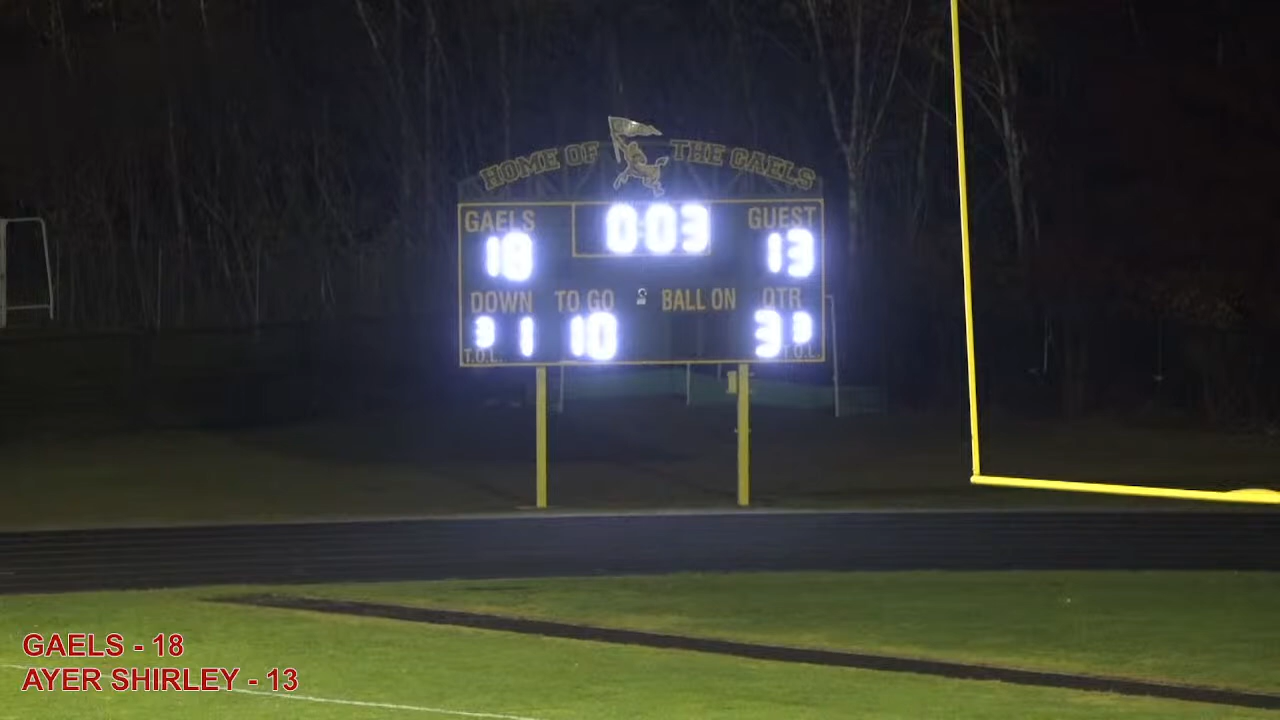 HOME OF THE GAELS
GAELS 0:03 GUEST
18 13
DOWN TO GO BALL ON QTR
3 1 10 3 3
T.O.L. T.O.L.
GAELS - 18
AYER SHIRLEY - 13